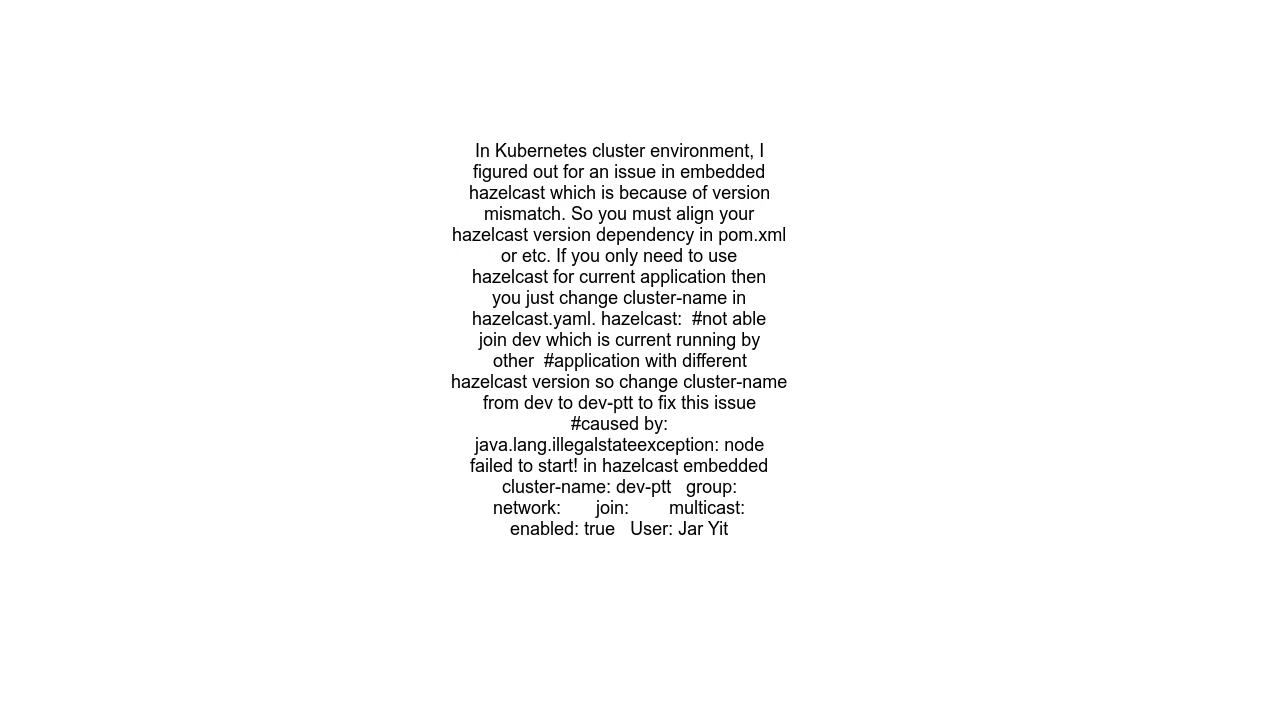 In Kubernetes cluster environment, I
figured out for an issue in embedded
hazelcast which is because of version
mismatch. So you must align your
hazelcast version dependency in pom.xml
or etc. If you only need to use
hazelcast for current application then
you just change cluster-name in
hazelcast.yaml. hazelcast:  #not able
join dev which is current running by
other  #application with different
hazelcast version so change cluster-name
from dev to dev-ptt to fix this issue
#caused by:
java.lang.illegalstateexception: node
failed to start! in hazelcast embedded
cluster-name: dev-ptt   group:
network:       join:        multicast:
enabled: true   User: Jar Yit